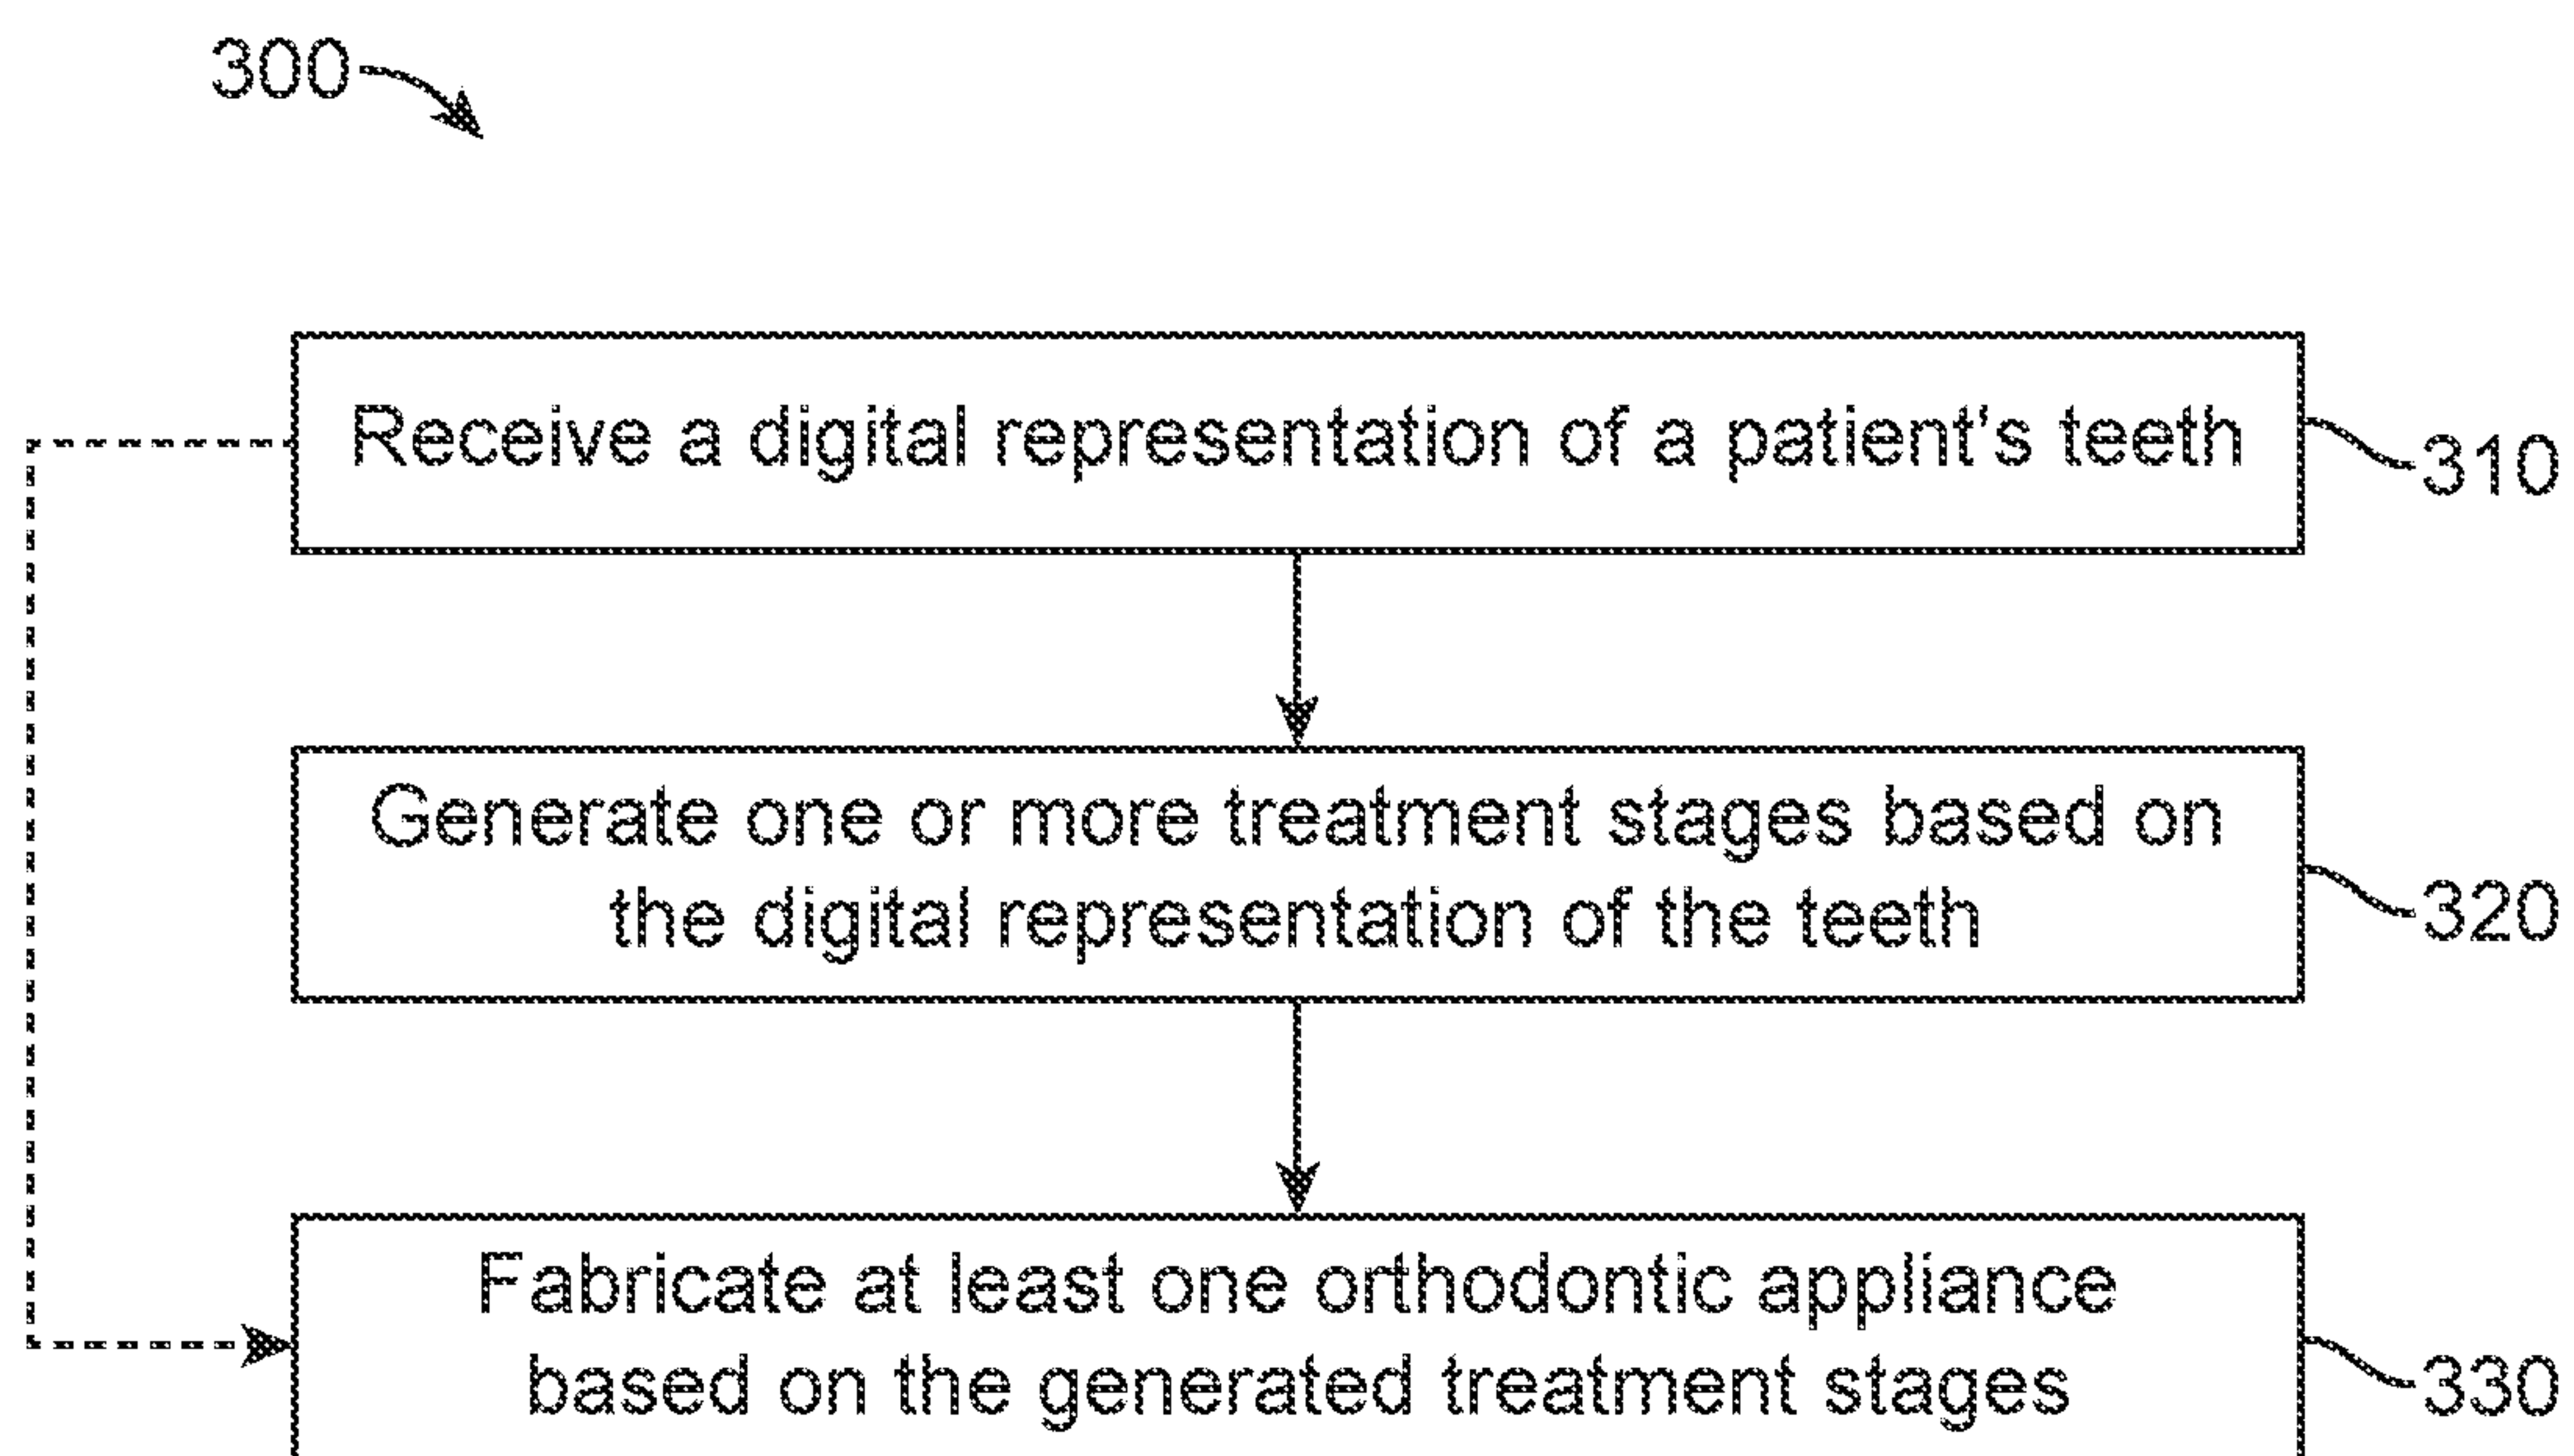 300
Receive a digital representation of a patient's teeth
310
Generate one or more treatment stages based on
the digital representation of the teeth
320
Fabricate at least one orthodontic appliance
based on the generated treatment stages
330